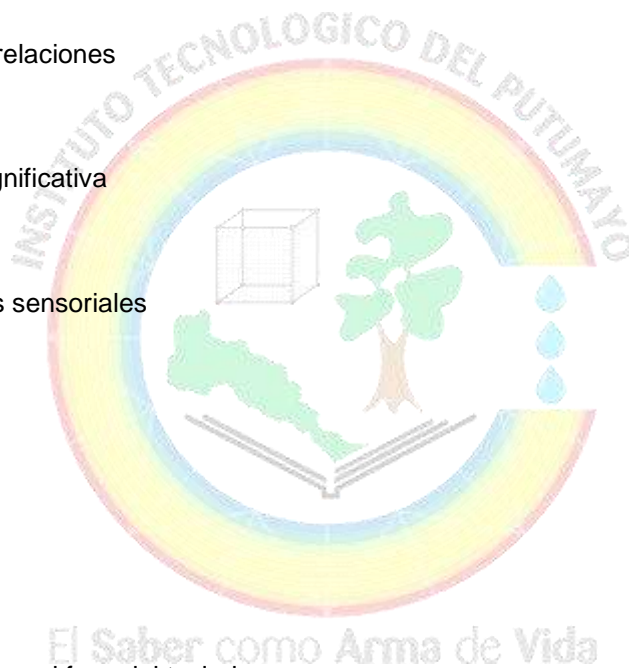 relaciones
INSTITUTO TECNOLOGICO DEL PUTUMAYO
gnificativa
s sensoriales
El Saber como Arma de Vida